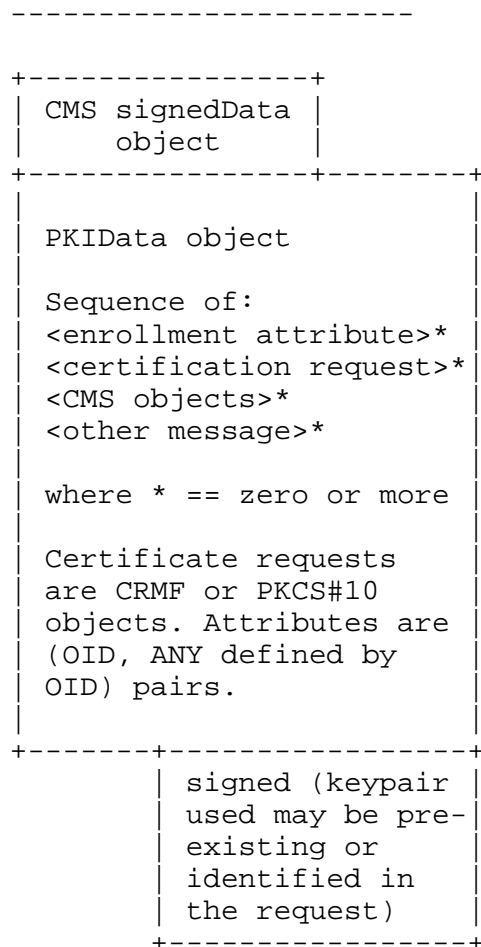 -----------------------
+----------------+
| CMS signedData |
|     object     |
+----------------+--------+
|                         |
| PKIData object          |
|                         |
| Sequence of:            |
| <enrollment attribute>* |
| <certification request>*|
| <CMS objects>*          |
| <other message>*        |
|                         |
| where * == zero or more |
|                         |
| Certificate requests    |
| are CRMF or PKCS#10     |
| objects. Attributes are |
| (OID, ANY defined by    |
| OID) pairs.             |
|                         |
+-------+-----------------+
        | signed (keypair |
        | used may be pre-|
        | existing or     |
        | identified in   |
        | the request)    |
        +-----------------+